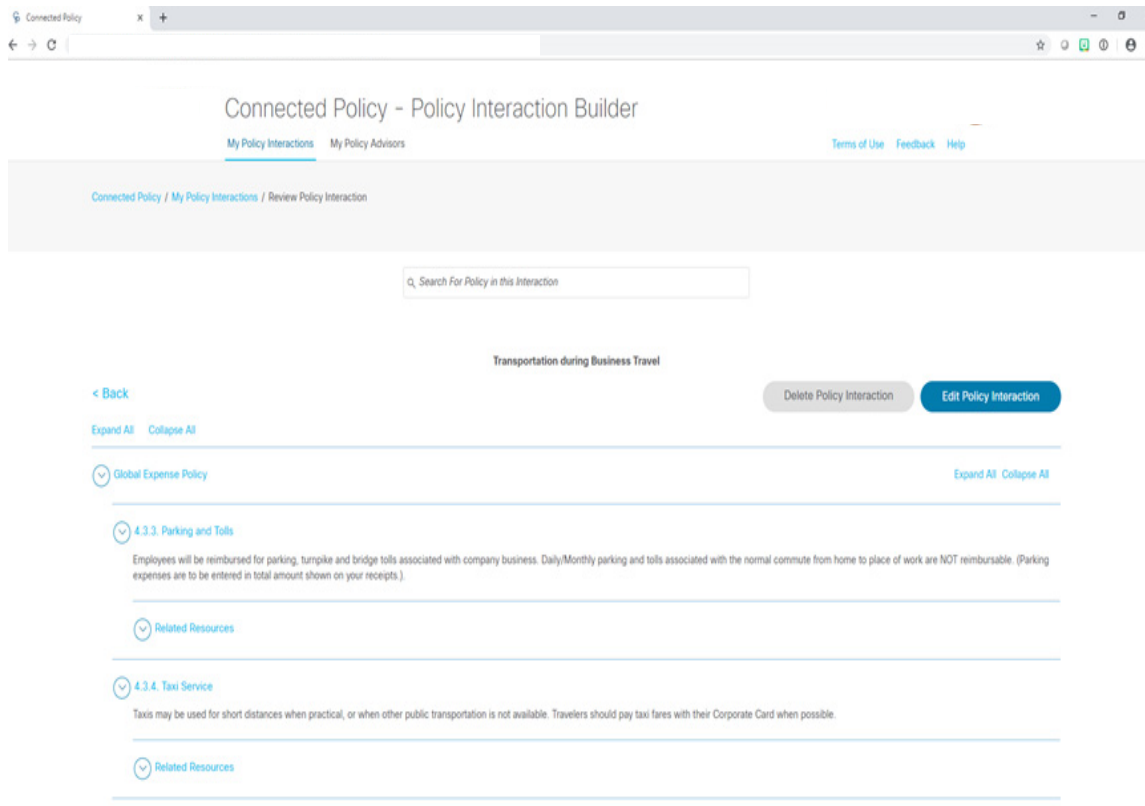 Connected Policy
Connected Policy - Policy Interaction Builder
My Policy Interactions My Policy Advisors Terms of Use Feedback Help
Connected Policy / My Policy Interactions / Review Policy Interaction
Search For Policy in this Interaction
Transportation during Business Travel
< Back Delete Policy Interaction Edit Policy Interaction
Expand All Collapse All
Global Expense Policy Expand All Collapse All
4.3.3. Parking and Tolls
Employees will be reimbursed for parking, turnpike and bridge tolls associated with company business. Daily/Monthly parking and tolls associated with the normal commute from home to place of work are NOT reimbursable. (Parking
expenses are to be entered in total amount shown on your receipts.).
Related Resources
4.3.4. Taxi Service
Taxis may be used for short distances when practical, or when other public transportation is not available. Travelers should pay taxi fares with their Corporate Card when possible.
Related Resources